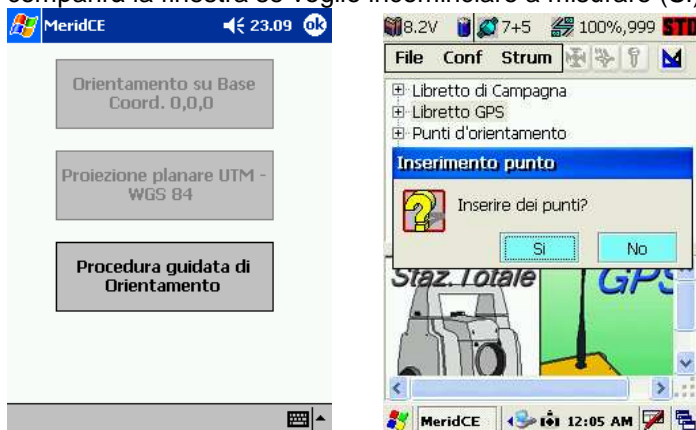 comparirà la finestra se voglio incominciare a misurare (Si)
MeridCE 23.09 ok
Orientamento su Base
Coord. 0,0,0
Proiezione planare UTM -
WGS 84
Procedura guidata di
Orientamento
8.2V 7+5 100%,999 STD
File Conf Strum
Libretto di Campagna
Libretto GPS
Punti d'orientamento
Inserimento punto
Inserire dei punti?
Si No
Staz. Totale GPS
MeridCE 12:05 AM